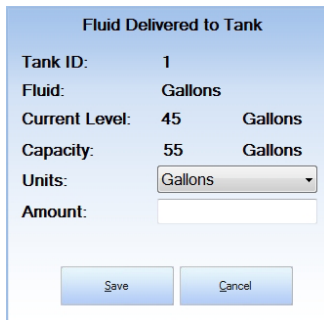 Fluid Delivered to Tank
Tank ID: 1
Fluid: Gallons
Current Level: 45 Gallons
Capacity: 55 Gallons
Units: Gallons
Amount:
Save Cancel